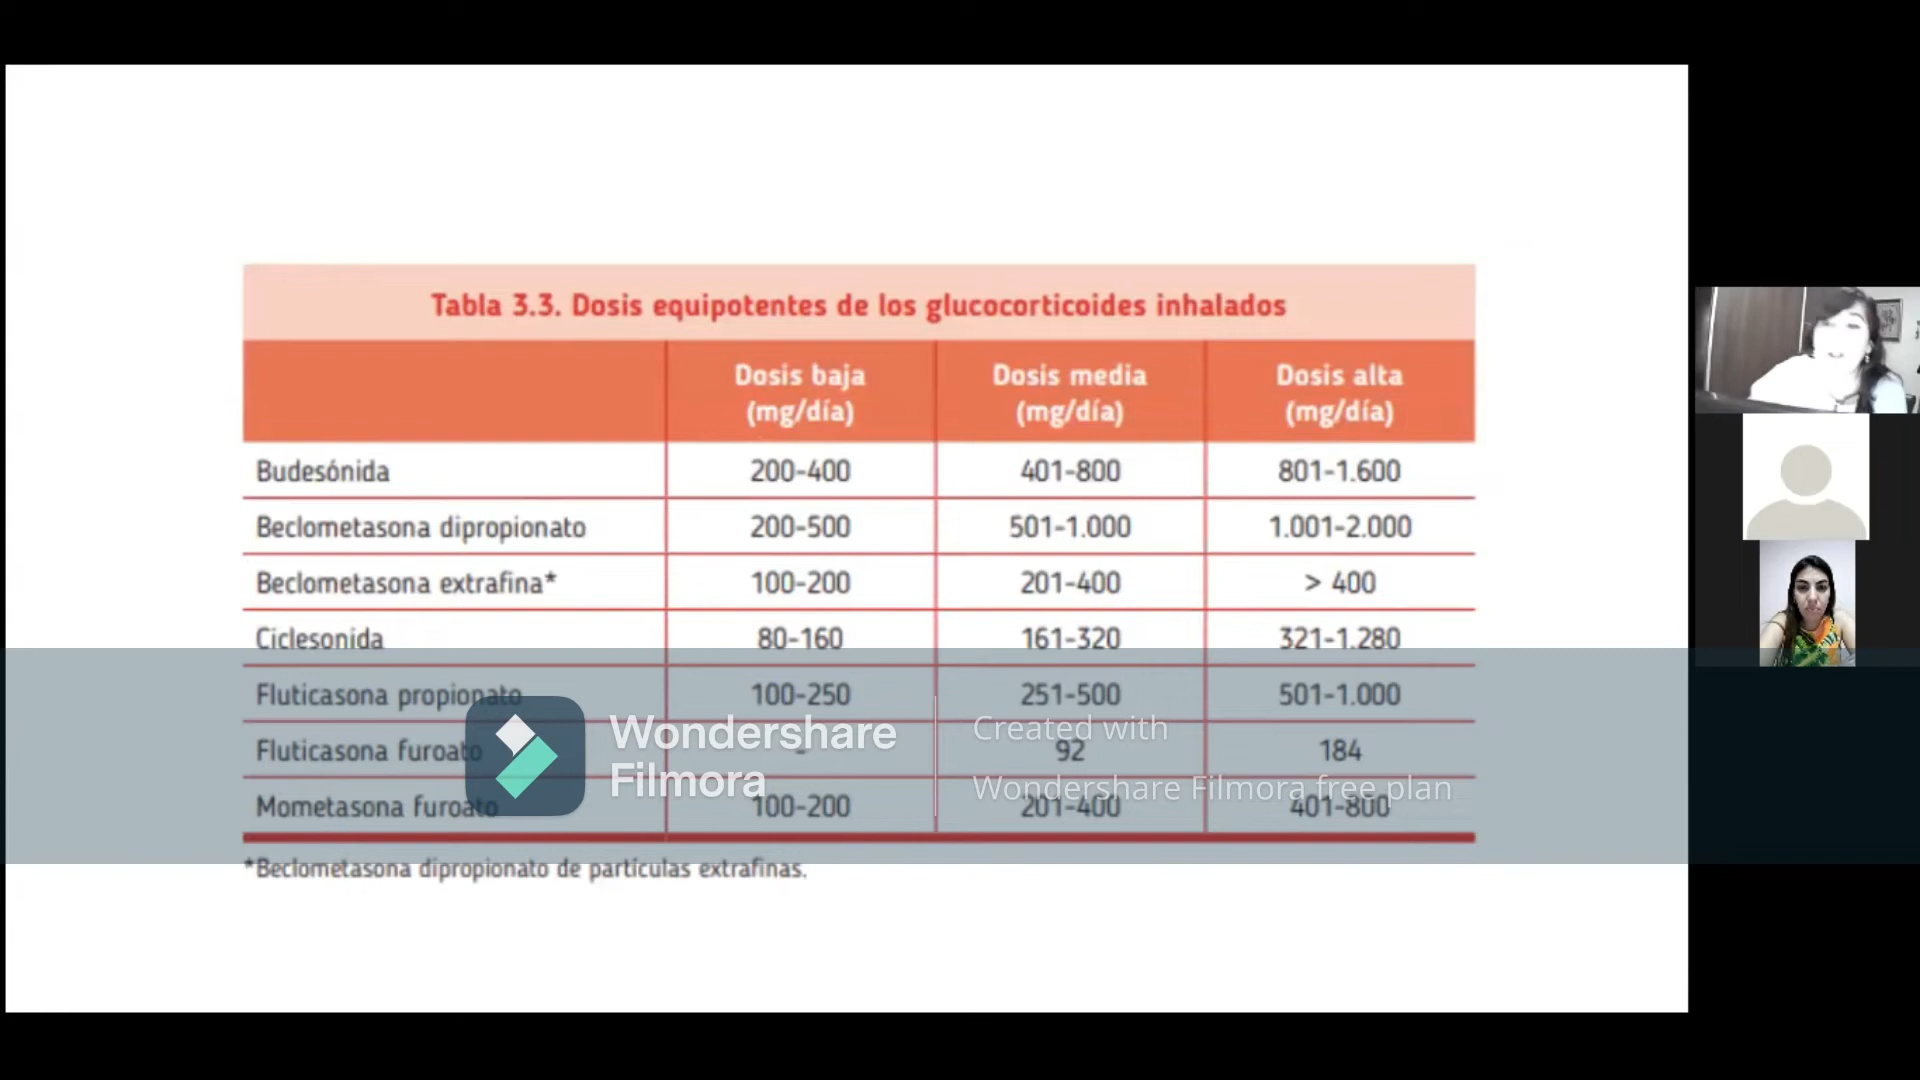 Tabla 3.3. Dosis equipotentes de los glucocorticoides inhalados
Dosis baja (mg/día) Dosis media (mg/día) Dosis alta (mg/día)
Budesónida 200-400 401-800 801-1.600
Beclometasona dipropionato 200-500 501-1.000 1.001-2.000
Beclometasona extrafina* 100-200 201-400 > 400
Ciclesonida 80-160 161-320 321-1.280
Fluticasona propionato 100-250 251-500 501-1.000
Fluticasona furoato - 92 184
Mometasona furoato 100-200 201-400 401-800
*Beclometasona dipropionato de partículas extrafinas.
Wondershare
Filmora
Created with
Wondershare Filmora free plan